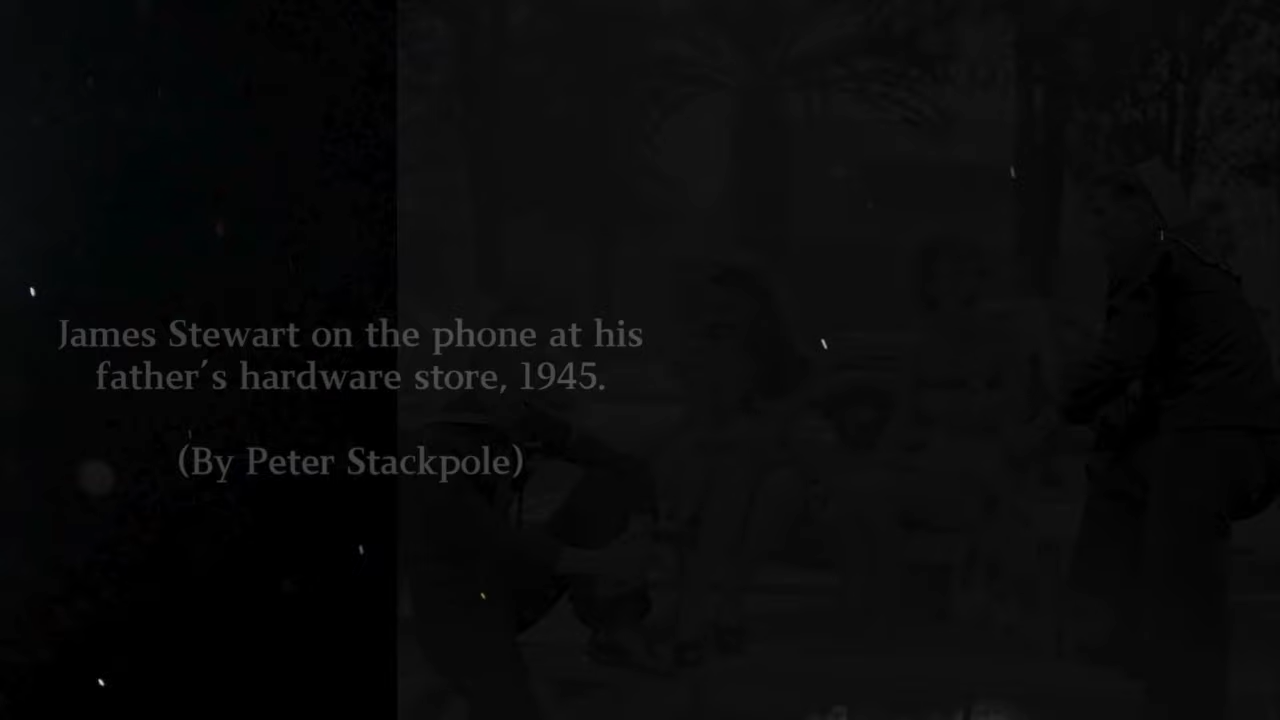 James Stewart on the phone at his
father's hardware store, 1945.
(By Peter Stackpole)